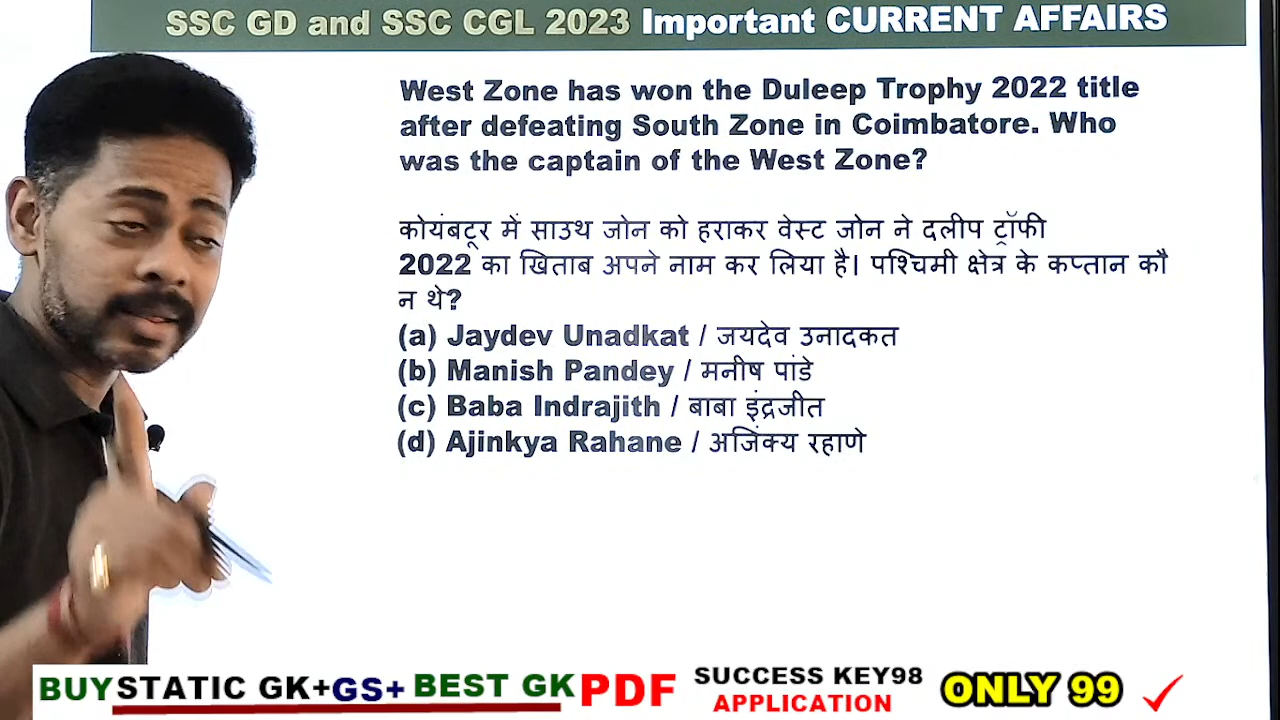 SSC GD and SSC CGL 2023 Important CURRENT AFFAIRS
West Zone has won the Duleep Trophy 2022 title
after defeating South Zone in Coimbatore. Who
was the captain of the West Zone?
कोयंबटूर में साउथ जोन को हराकर वेस्ट जोन ने दलीप ट्रॉफी
2022 का खिताब अपने नाम कर लिया है। पश्चिमी क्षेत्र के कप्तान कौ
न थे?
(a) Jaydev Unadkat / जयदेव उनादकत
(b) Manish Pandey / मनीष पांडे
(c) Baba Indrajith / बाबा इंद्रजीत
(d) Ajinkya Rahane / अजिंक्य रहाणे
BUY STATIC GK+GS+ BEST GK PDF SUCCESS KEY98 APPLICATION ONLY 99